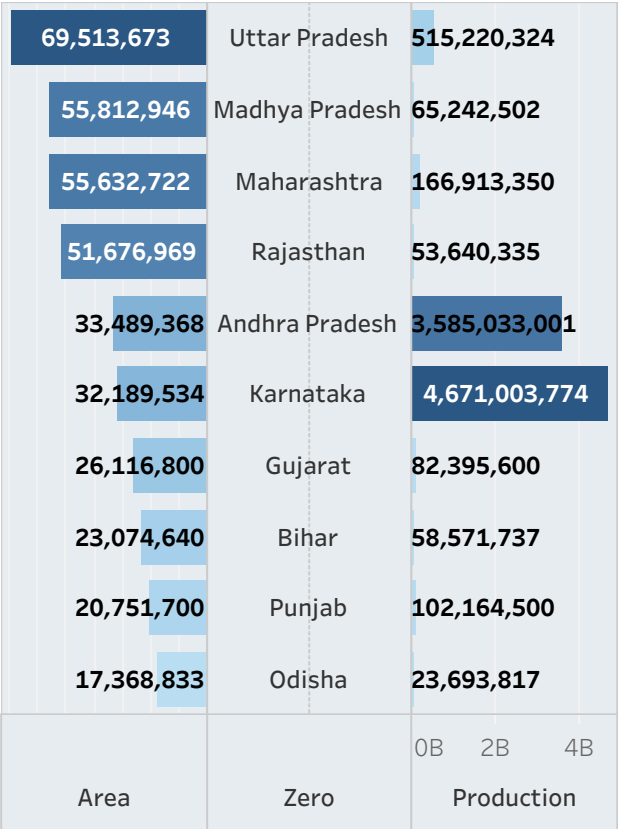 69,513,673 Uttar Pradesh 515,220,324
55,812,946 Madhya Pradesh 65,242,502
55,632,722 Maharashtra 166,913,350
51,676,969 Rajasthan 53,640,335
33,489,368 Andhra Pradesh 3,585,033,001
32,189,534 Karnataka 4,671,003,774
26,116,800 Gujarat 82,395,600
23,074,640 Bihar 58,571,737
20,751,700 Punjab 102,164,500
17,368,833 Odisha 23,693,817
0B 2B 4B
Area Zero Production